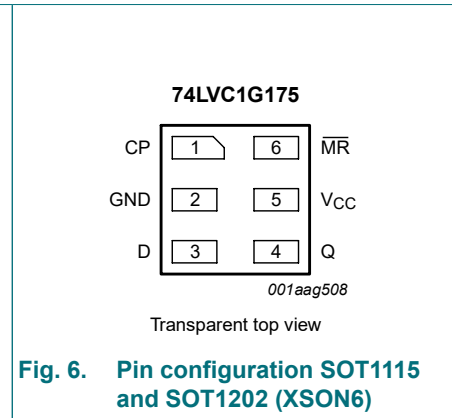 74LVC1G175
CP 1 6 M̅R̅
GND 2 5 VCC
D 3 4 Q
001aag508
Transparent top view
Fig. 6. Pin configuration SOT1115
and SOT1202 (XSON6)